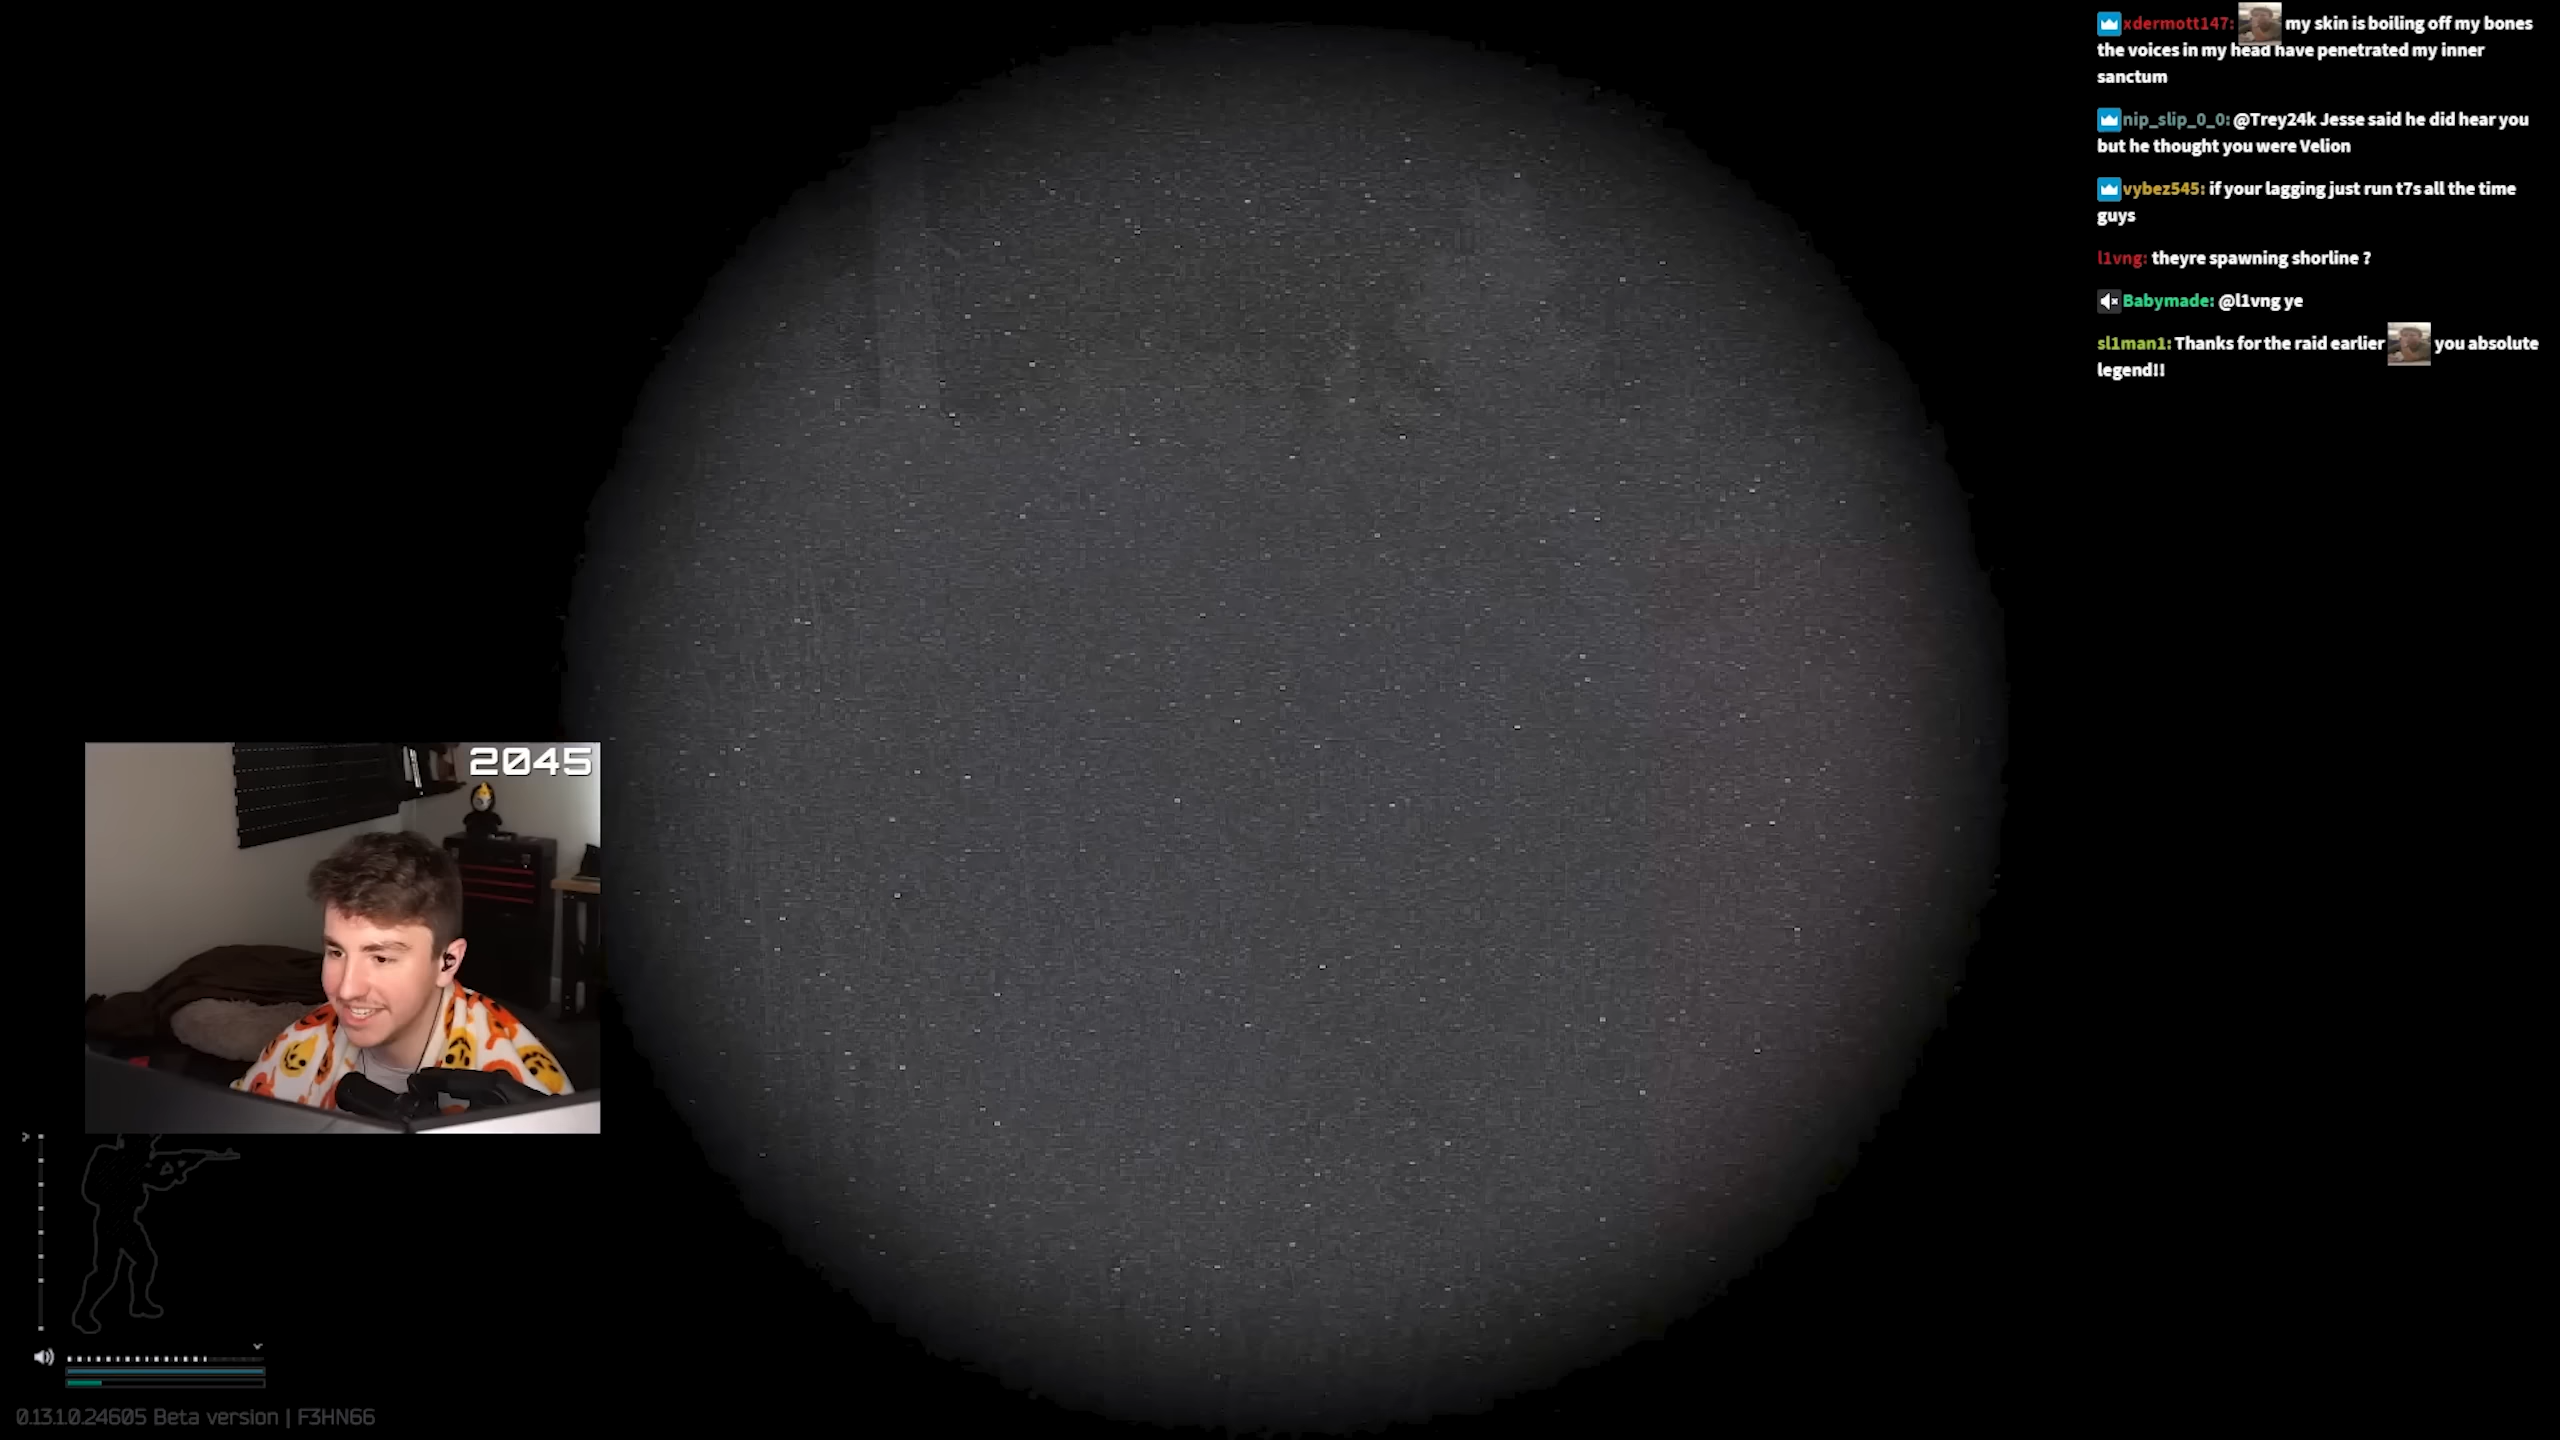 xdermott147: my skin is boiling off my bones
the voices in my head have penetrated my inner
sanctum
nip_slip_0_0: @Trey24k Jesse said he did hear you
but he thought you were Velion
vybez545: if your lagging just run t7s all the time
guys
l1vng: theyre spawning shorline ?
Babymade: @l1vng ye
sl1man1: Thanks for the raid earlier you absolute
legend!!
2045
0.13.1.0.24605 Beta version | F3HN66